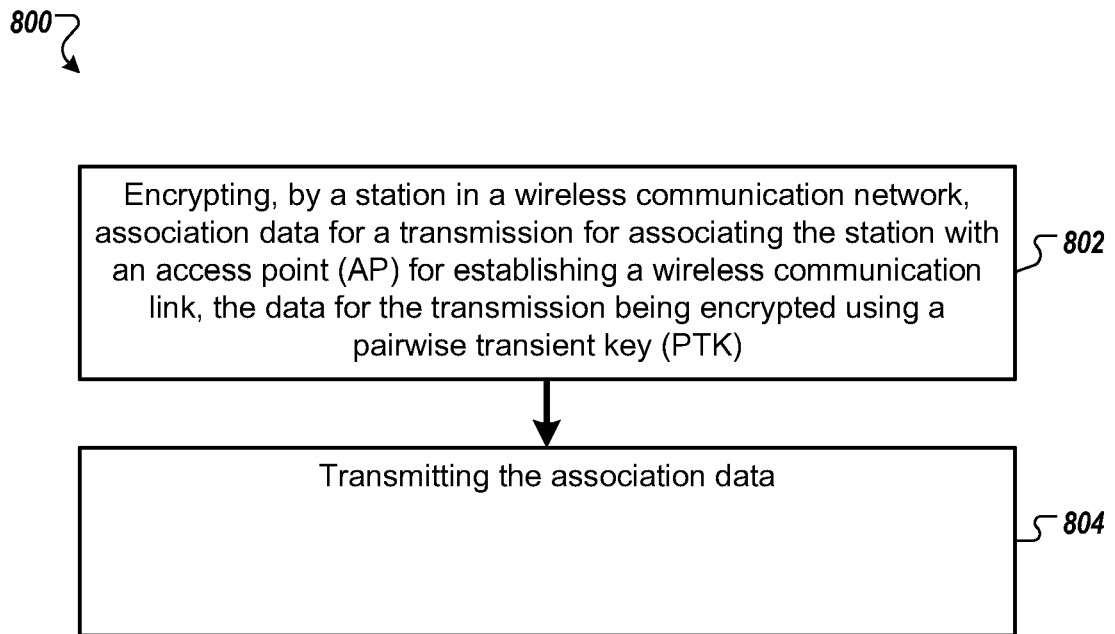 800
Encrypting, by a station in a wireless communication network,
association data for a transmission for associating the station with
an access point (AP) for establishing a wireless communication
link, the data for the transmission being encrypted using a
pairwise transient key (PTK)
802
Transmitting the association data
804